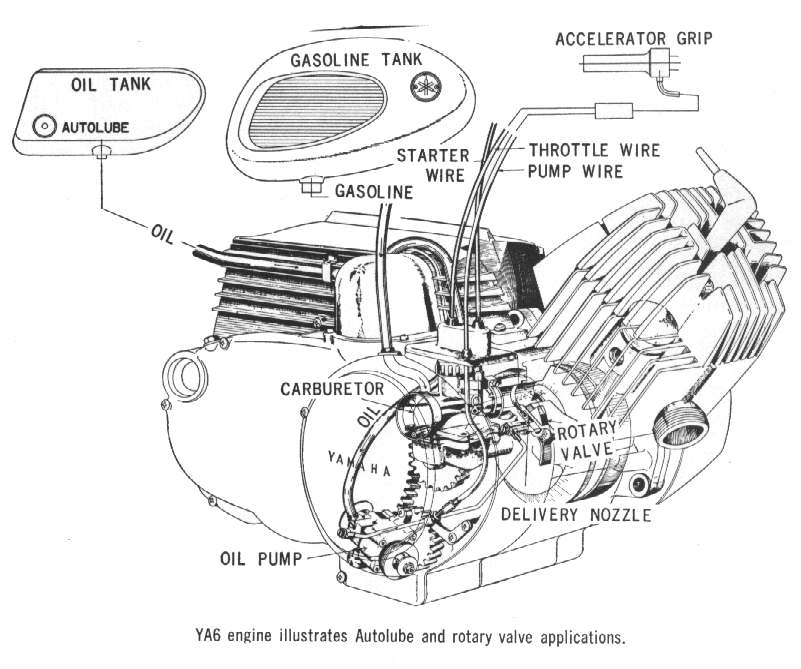 ACCELERATOR GRIP
GASOLINE TANK
OIL TANK
AUTOLUBE
STARTER
WIRE
THROTTLE WIRE
PUMP WIRE
GASOLINE
OIL
CARBURETOR
OIL
ROTARY
VALVE
YAMAHA
DELIVERY NOZZLE
OIL PUMP
YA6 engine illustrates Autolube and rotary valve applications.